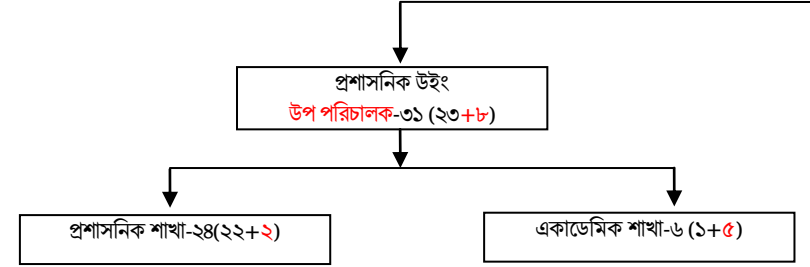 প্রশাসনিক উইং
উপ পরিচালক-৩১ (২৩+৮)
প্রশাসনিক শাখা-২৪(২২+২)
একাডেমিক শাখা-৬ (১+৫)